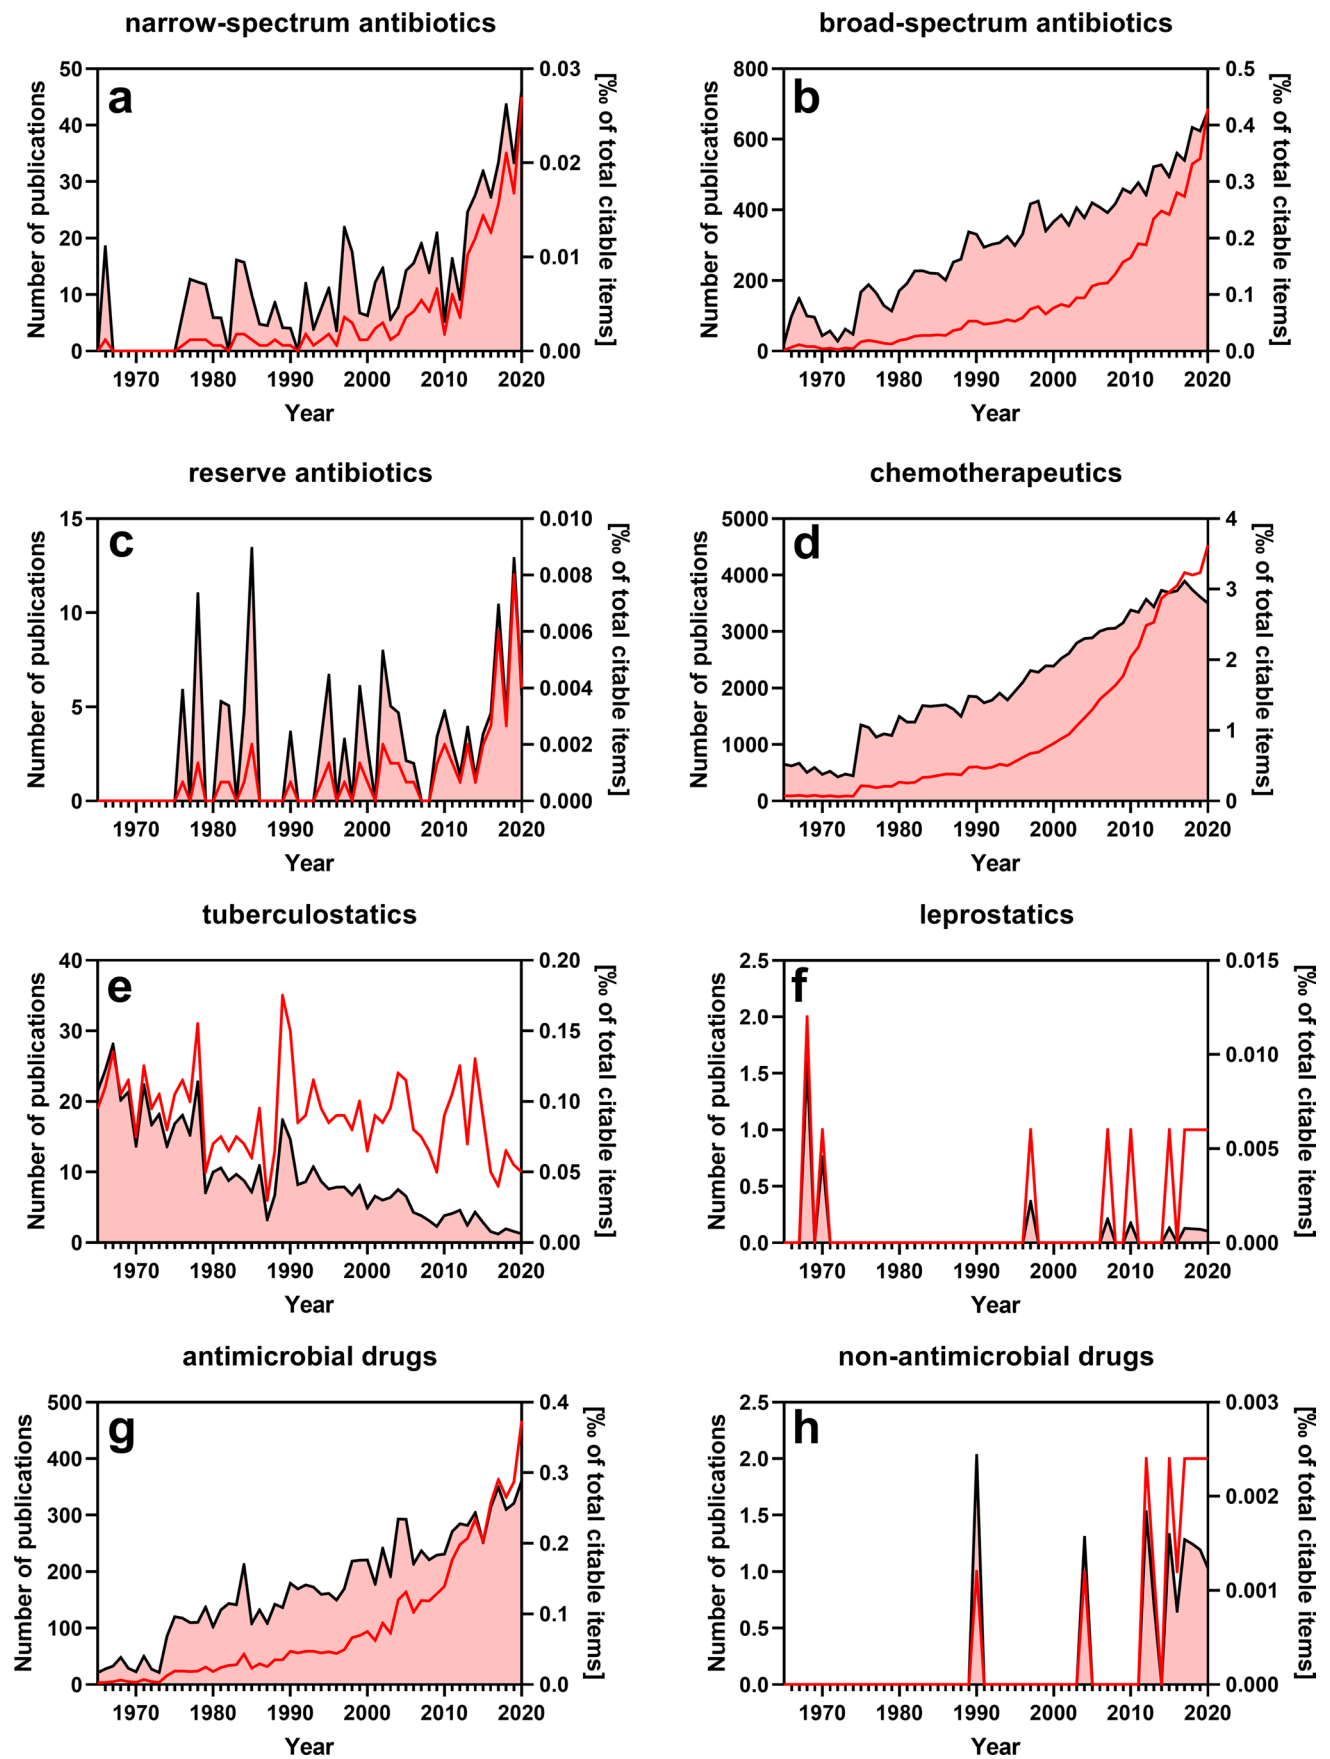 narrow-spectrum antibiotics
a
Number of publications
50
40
30
20
10
0
0.03
0.02
0.01
0.00
[‰ of total citable items]
1970 1980 1990 2000 2010 2020
Year
broad-spectrum antibiotics
b
Number of publications
800
600
400
200
0
0.5
0.4
0.3
0.2
0.1
0.0
[‰ of total citable items]
1970 1980 1990 2000 2010 2020
Year
reserve antibiotics
c
Number of publications
15
10
5
0
0.010
0.008
0.006
0.004
0.002
0.000
[‰ of total citable items]
1970 1980 1990 2000 2010 2020
Year
chemotherapeutics
d
Number of publications
5000
4000
3000
2000
1000
0
4
3
2
1
0
[‰ of total citable items]
1970 1980 1990 2000 2010 2020
Year
tuberculostatics
e
Number of publications
40
30
20
10
0
0.20
0.15
0.10
0.05
0.00
[‰ of total citable items]
1970 1980 1990 2000 2010 2020
Year
leprostatics
f
Number of publications
2.5
2.0
1.5
1.0
0.5
0.0
0.015
0.010
0.005
0.000
[‰ of total citable items]
1970 1980 1990 2000 2010 2020
Year
antimicrobial drugs
g
Number of publications
500
400
300
200
100
0
0.4
0.3
0.2
0.1
0.0
[‰ of total citable items]
1970 1980 1990 2000 2010 2020
Year
non-antimicrobial drugs
h
Number of publications
2.5
2.0
1.5
1.0
0.5
0.0
0.003
0.002
0.001
0.000
[‰ of total citable items]
1970 1980 1990 2000 2010 2020
Year